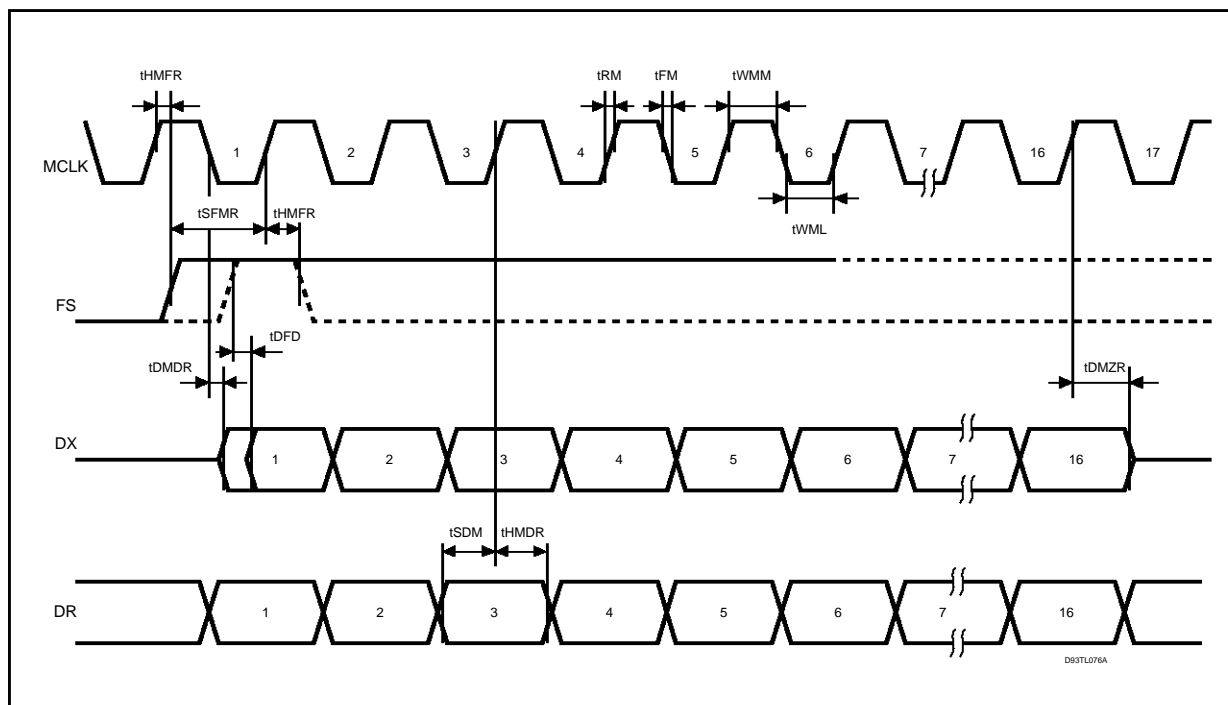 tHMFR tRM tFM tWMM
MCLK 1 2 3 4 5 6 7 16 17
tSFMR tHMFR tWML
FS
tDFD
tDMDR tDMZR
DX 1 2 3 4 5 6 7 16
tSDM tHMDR
DR 1 2 3 4 5 6 7 16
D93TL076A